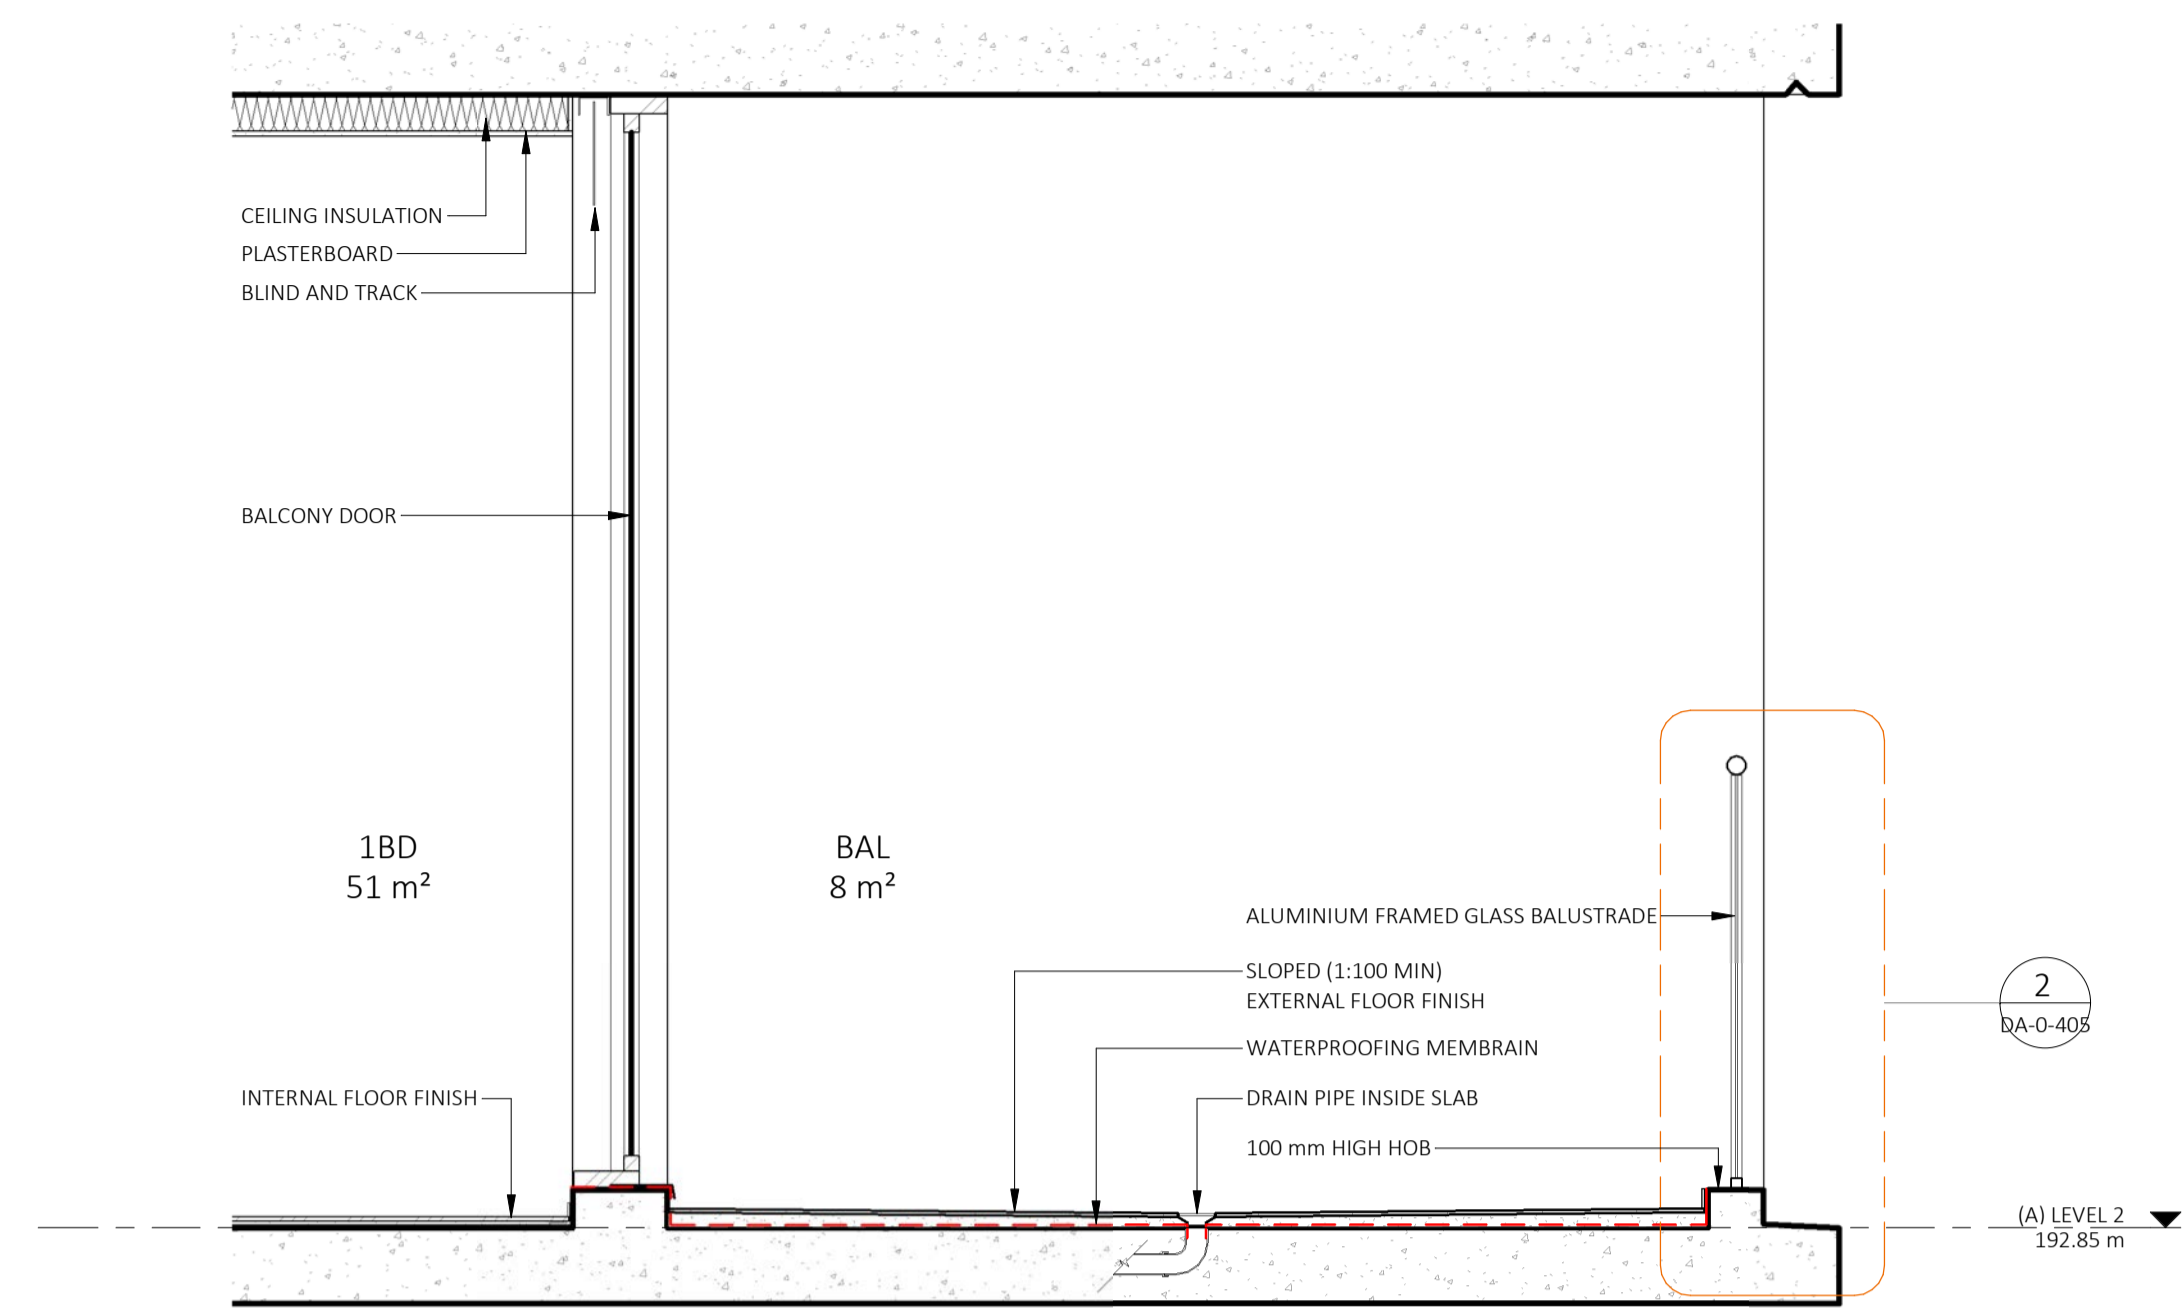 CEILING INSULATION
PLASTERBOARD
BLIND AND TRACK
BALCONY DOOR
1BD
51 m²
BAL
8 m²
ALUMINIUM FRAMED GLASS BALUSTRADE
SLOPED (1:100 MIN)
EXTERNAL FLOOR FINISH
WATERPROOFING MEMBRAIN
INTERNAL FLOOR FINISH
DRAIN PIPE INSIDE SLAB
100 mm HIGH HOB
2
DA-0-405
(A) LEVEL 2
192.85 m